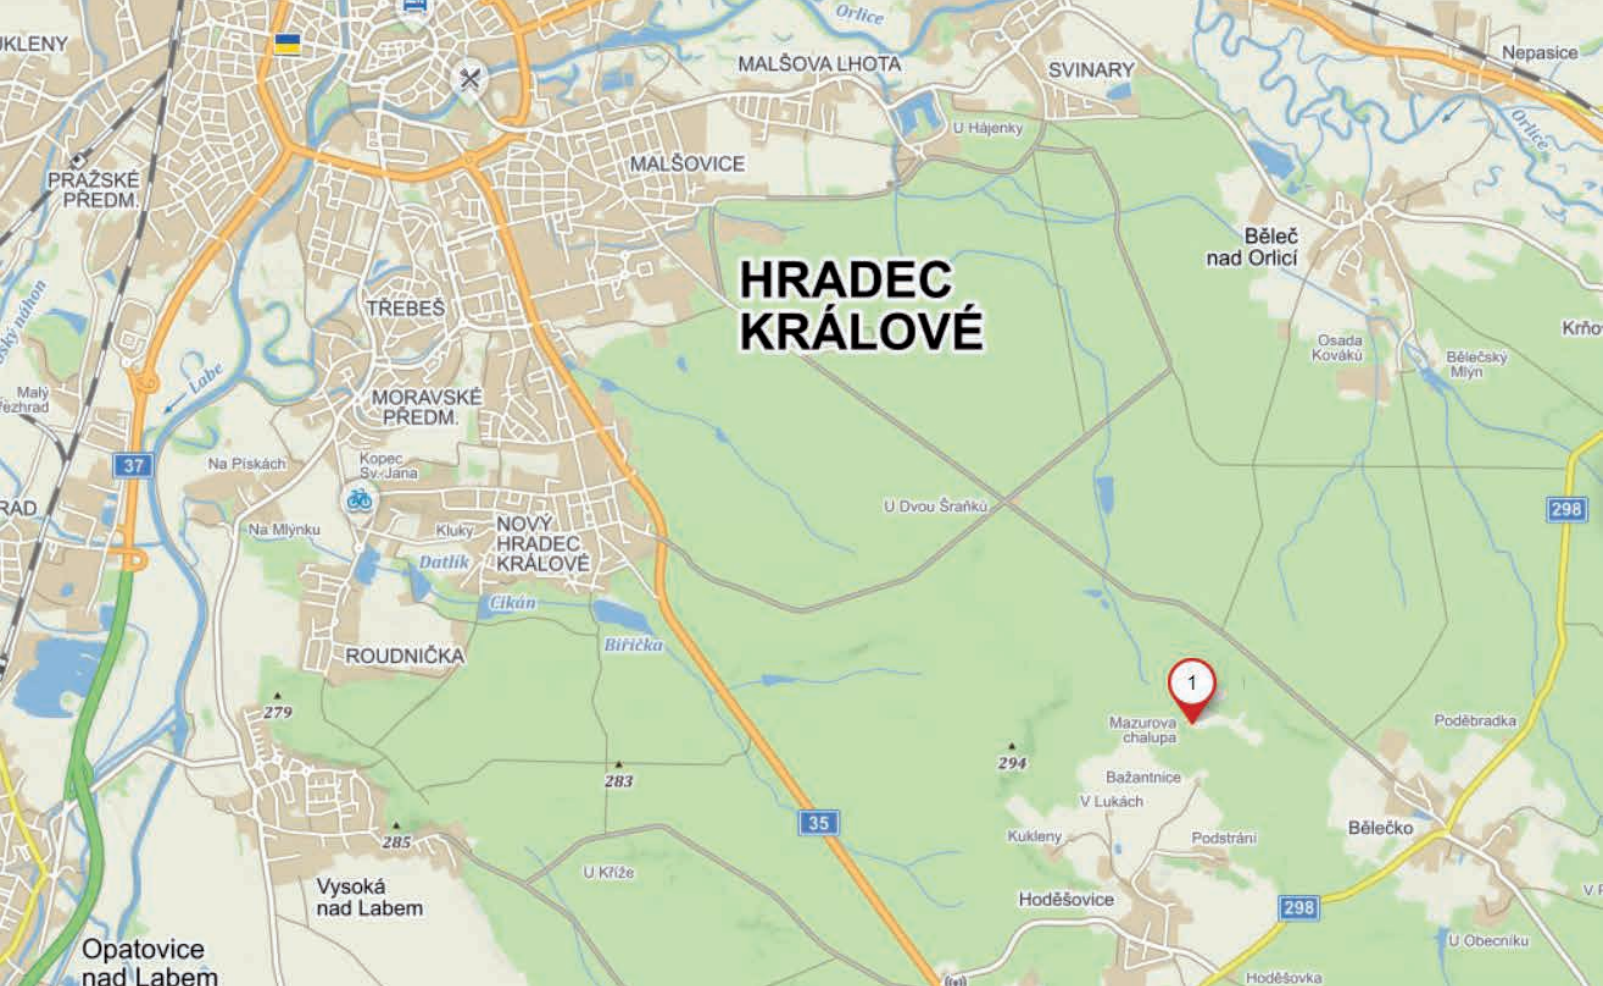 Orlice
Nepasice
MALŠOVA LHOTA
SVINARY
Orlice
U Hájenky
MALŠOVICE
PRAŽSKÉ
PŘEDM.
Běleč
nad Orlicí
HRADEC
KRÁLOVÉ
TŘEBEŠ
Osada
Kováků
Bělečský
Mlýn
Labe
Malý
MORAVSKÉ
PŘEDM.
37
Na Pískách
Kopec
Sv. Jana
U Dvou Šraňků
298
Na Mlýnku
Kluky
NOVÝ
HRADEC
KRÁLOVÉ
Datlík
Cikán
Biřička
ROUDNIČKA
279
1
Mazurova
chalupa
Poděbradka
294
283
Bažantnice
V Lukách
35
285
Kukleny
Podstrání
Bělečko
U Kříže
Vysoká
nad Labem
Hoděšovice
298
U Obecníku
Opatovice
nad Labem
Hoděšovka